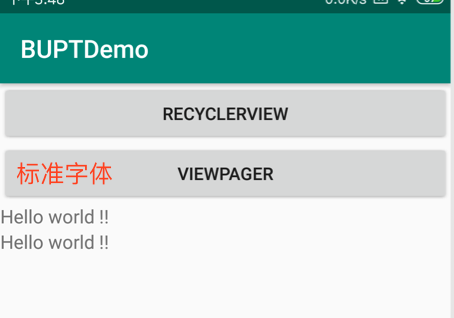 BUPTDemo
RECYCLERVIEW
标准字体 VIEWPAGER
Hello world !!
Hello world !!